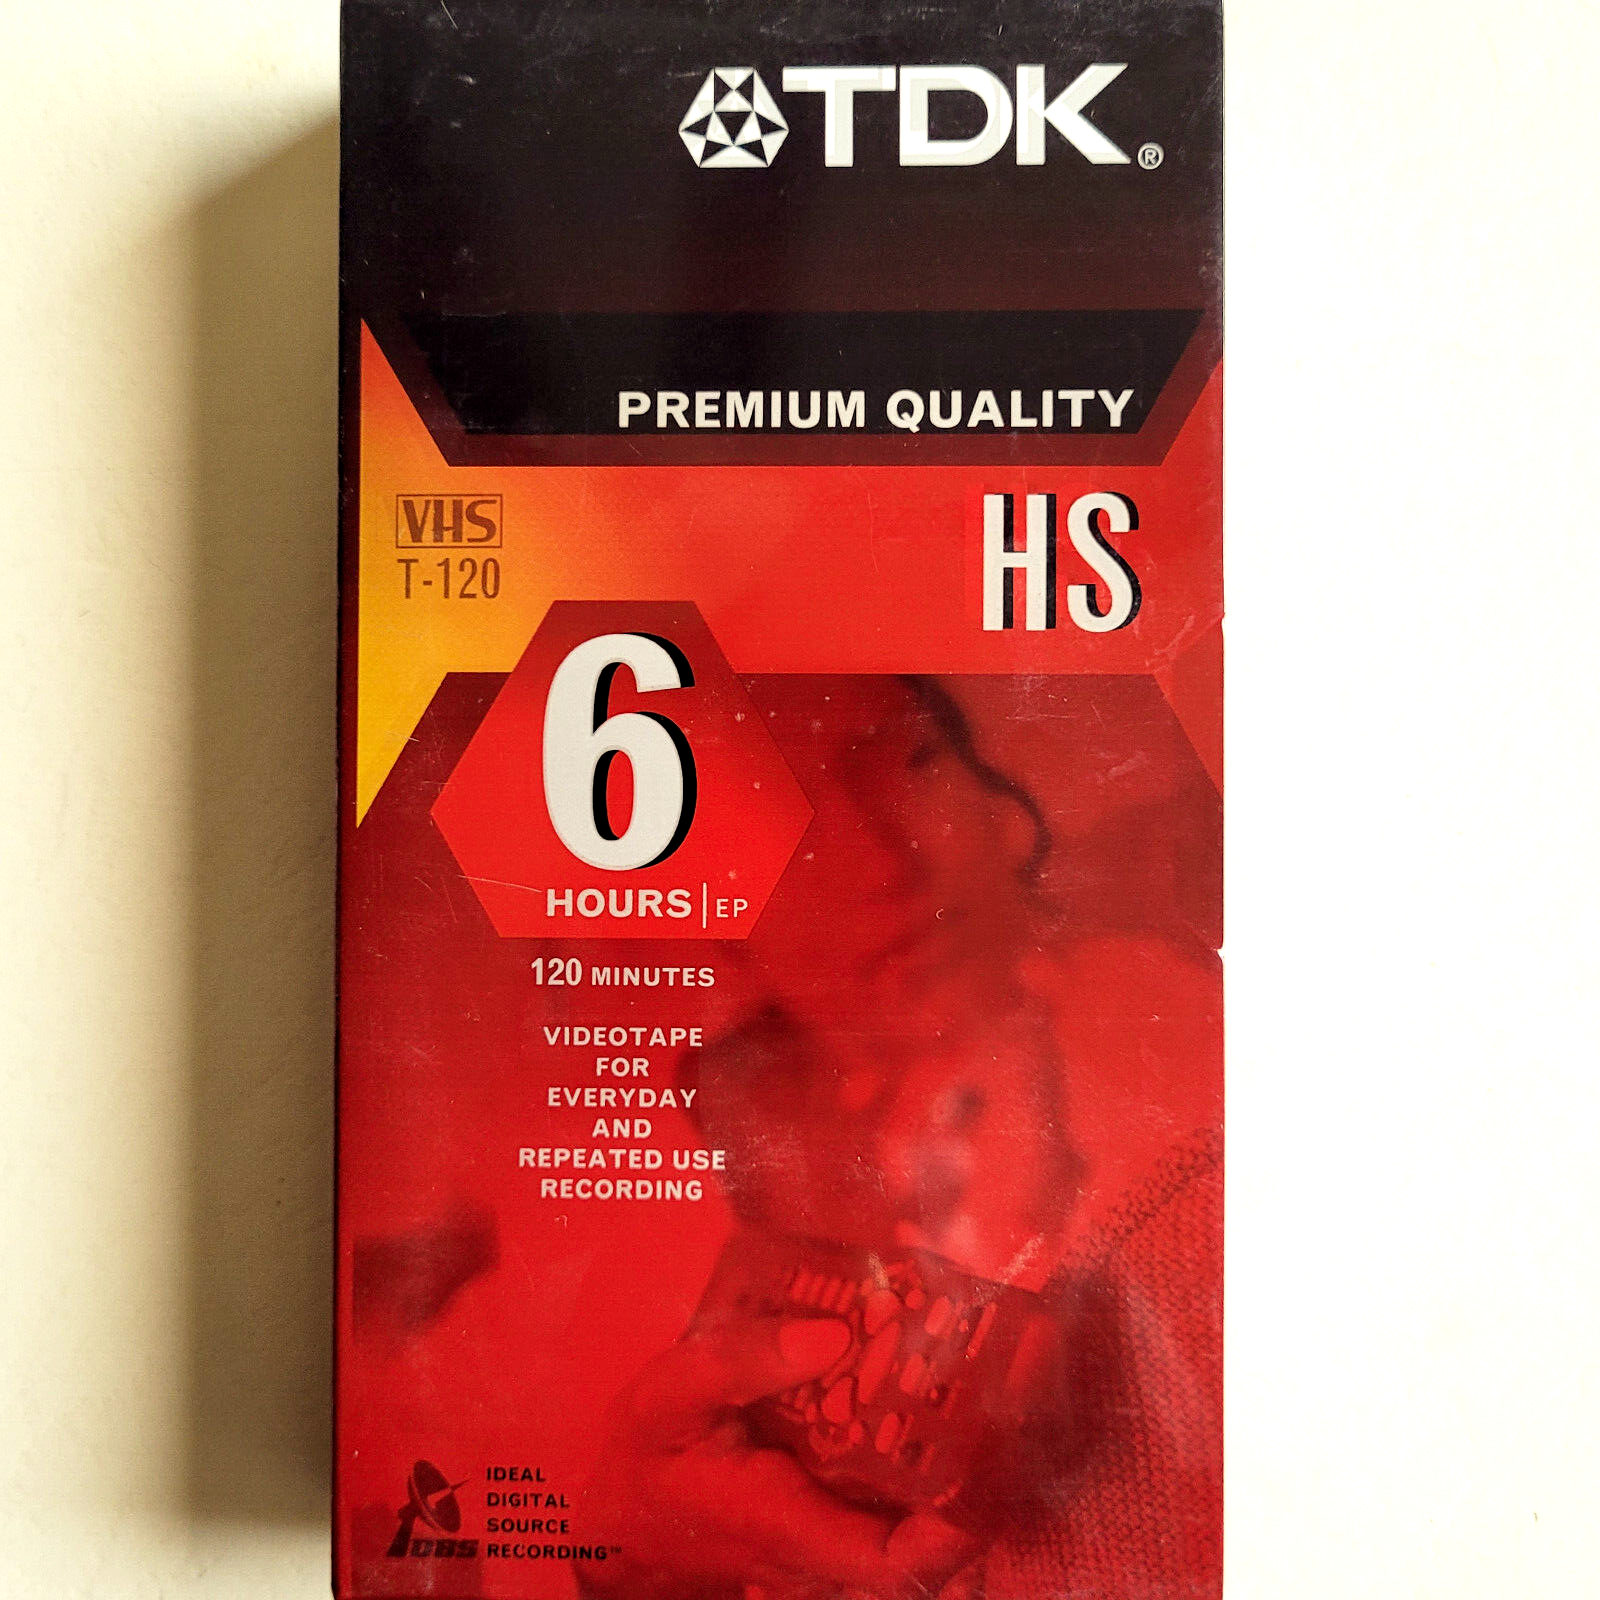 TDK®
PREMIUM QUALITY
VHS
T-120
HS
6
HOURS | EP
120 MINUTES
VIDEOTAPE
FOR
EVERYDAY
AND
REPEATED USE
RECORDING
IDEAL
DIGITAL
SOURCE
RECORDING™